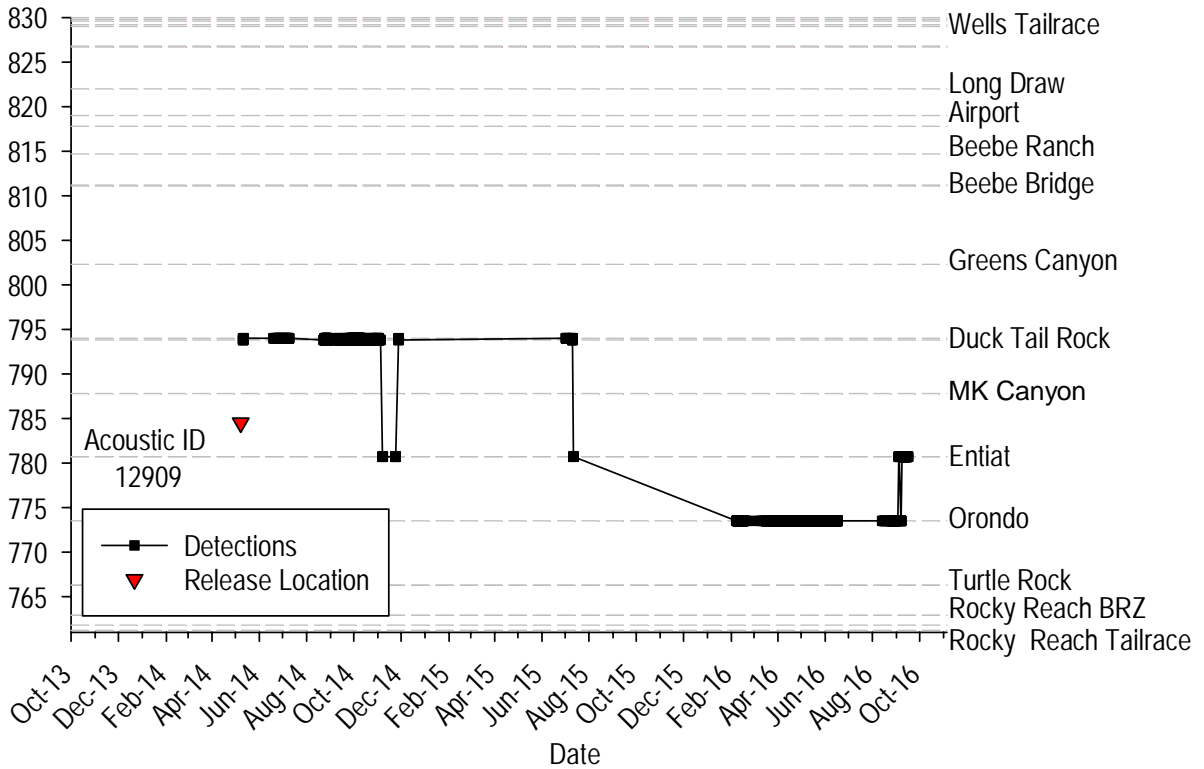 830
825
820
815
810
805
800
795
790
785
780
775
770
765
Wells Tailrace
Long Draw
Airport
Beebe Ranch
Beebe Bridge
Greens Canyon
Duck Tail Rock
MK Canyon
Entiat
Orondo
Turtle Rock
Rocky Reach BRZ
Rocky Reach Tailrace
Acoustic ID
12909
Detections
Release Location
Oct-13
Dec-13
Feb-14
Apr-14
Jun-14
Aug-14
Oct-14
Dec-14
Feb-15
Apr-15
Jun-15
Aug-15
Oct-15
Dec-15
Feb-16
Apr-16
Jun-16
Aug-16
Oct-16
Date